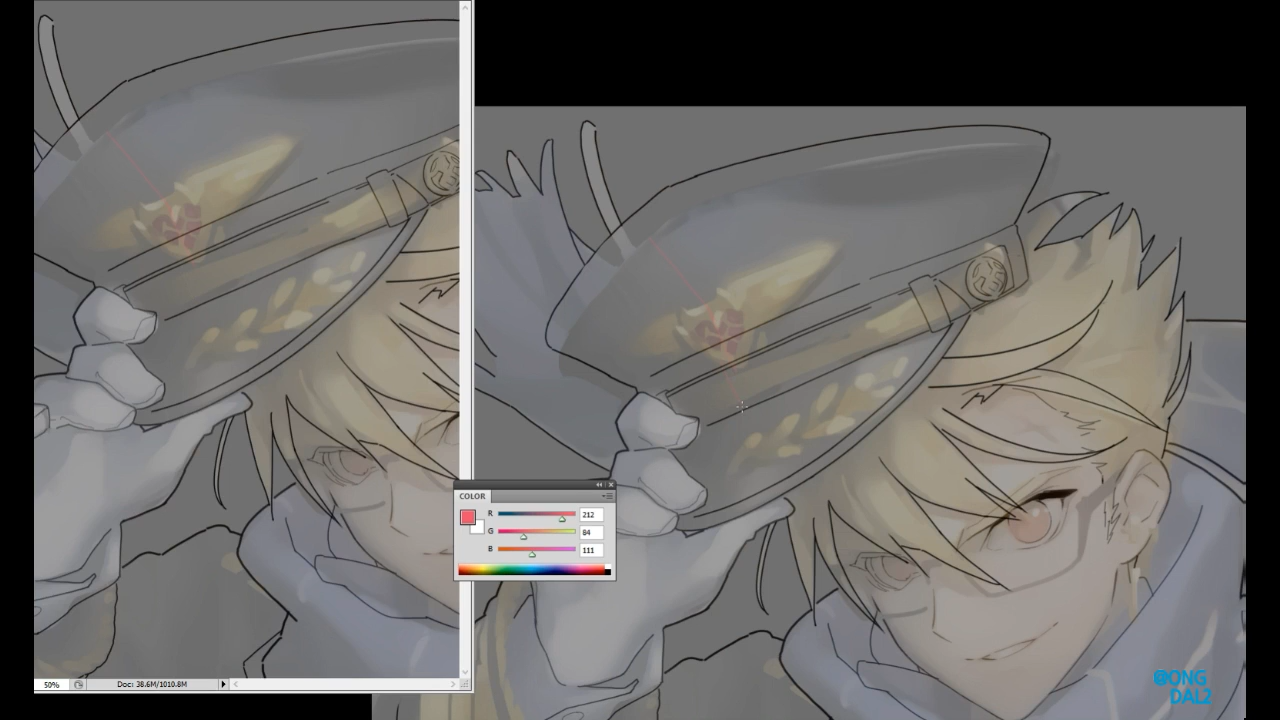 COLOR
R 212
G 84
B 111
50% Doc: 38.6M/1010.8M
@ONG
DAL2